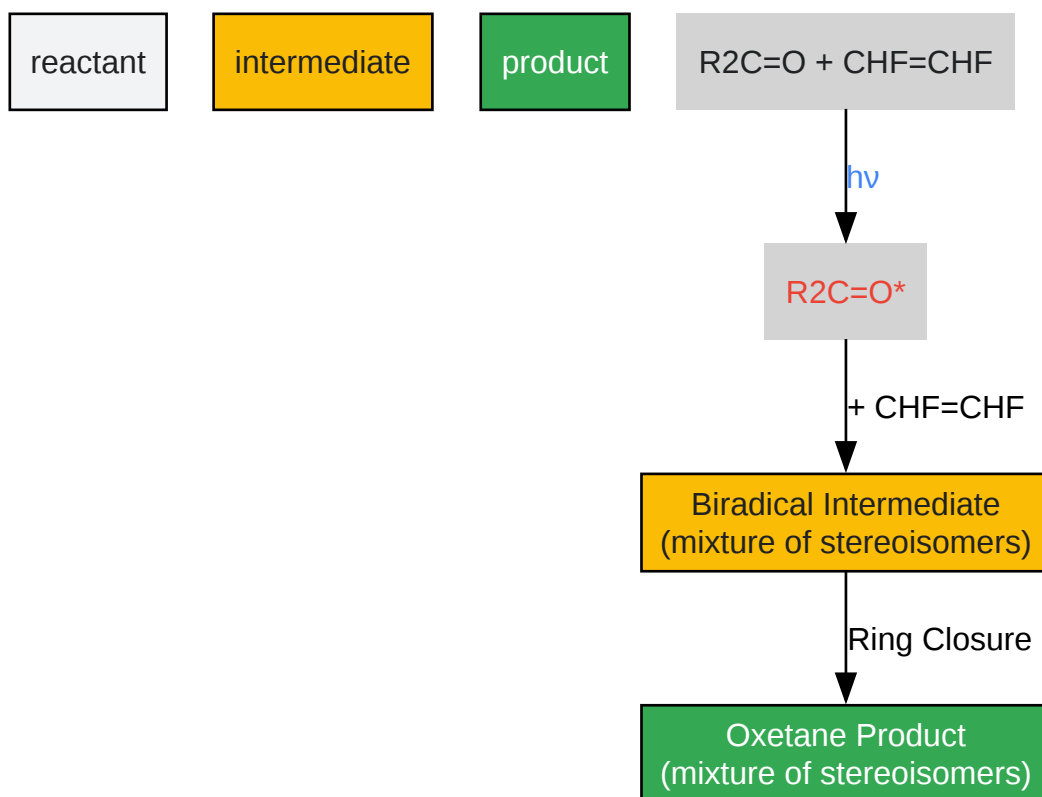 reactant
intermediate
product
R2C=O + CHF=CHF
hν
R2C=O*
+ CHF=CHF
Biradical Intermediate
(mixture of stereoisomers)
Ring Closure
Oxetane Product
(mixture of stereoisomers)